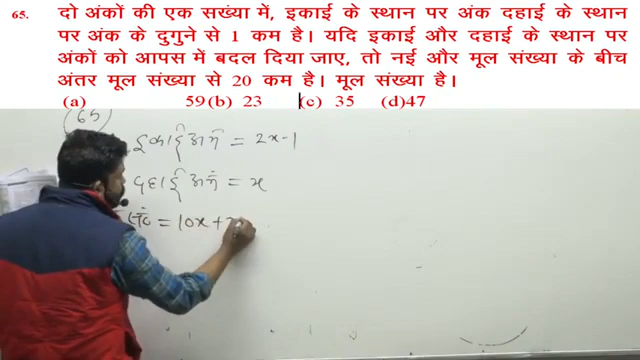 65. दो अंकों की एक सख्ंया में, इकाई के स्थान पर अंक दहाई के स्थान
पर अंक के दुगुने से 1 कम है। यदि इकाई और दहाई के स्थान पर
अंकों को आपस में बदल दिया जाए, तो नई और मूल संख्या के बीच
अंतर मूल संख्या से 20 कम है। मूल संख्या है।
(a) 59 (b) 23 (c) 35 (d) 47
65
इकाई अंक = 2x-1
दहाई अंक = x
= 10x +